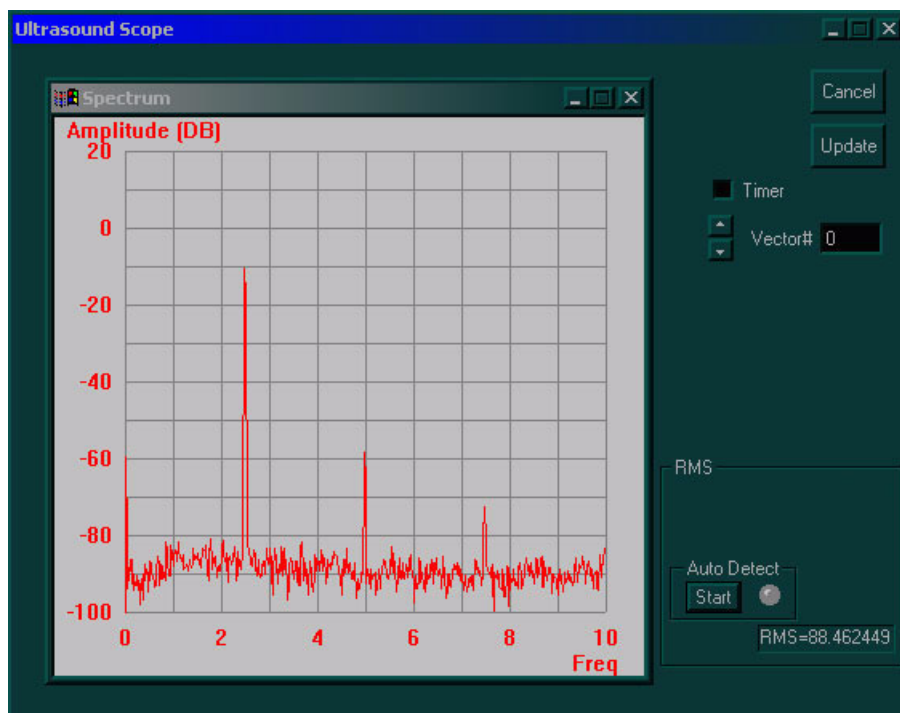 Ultrasound Scope
Spectrum
Amplitude (DB)
20
0
-20
-40
-60
-80
-100
0 2 4 6 8 10
Freq
Cancel
Update
Timer
Vector# 0
RMS
Auto Detect
Start
RMS=88.462449